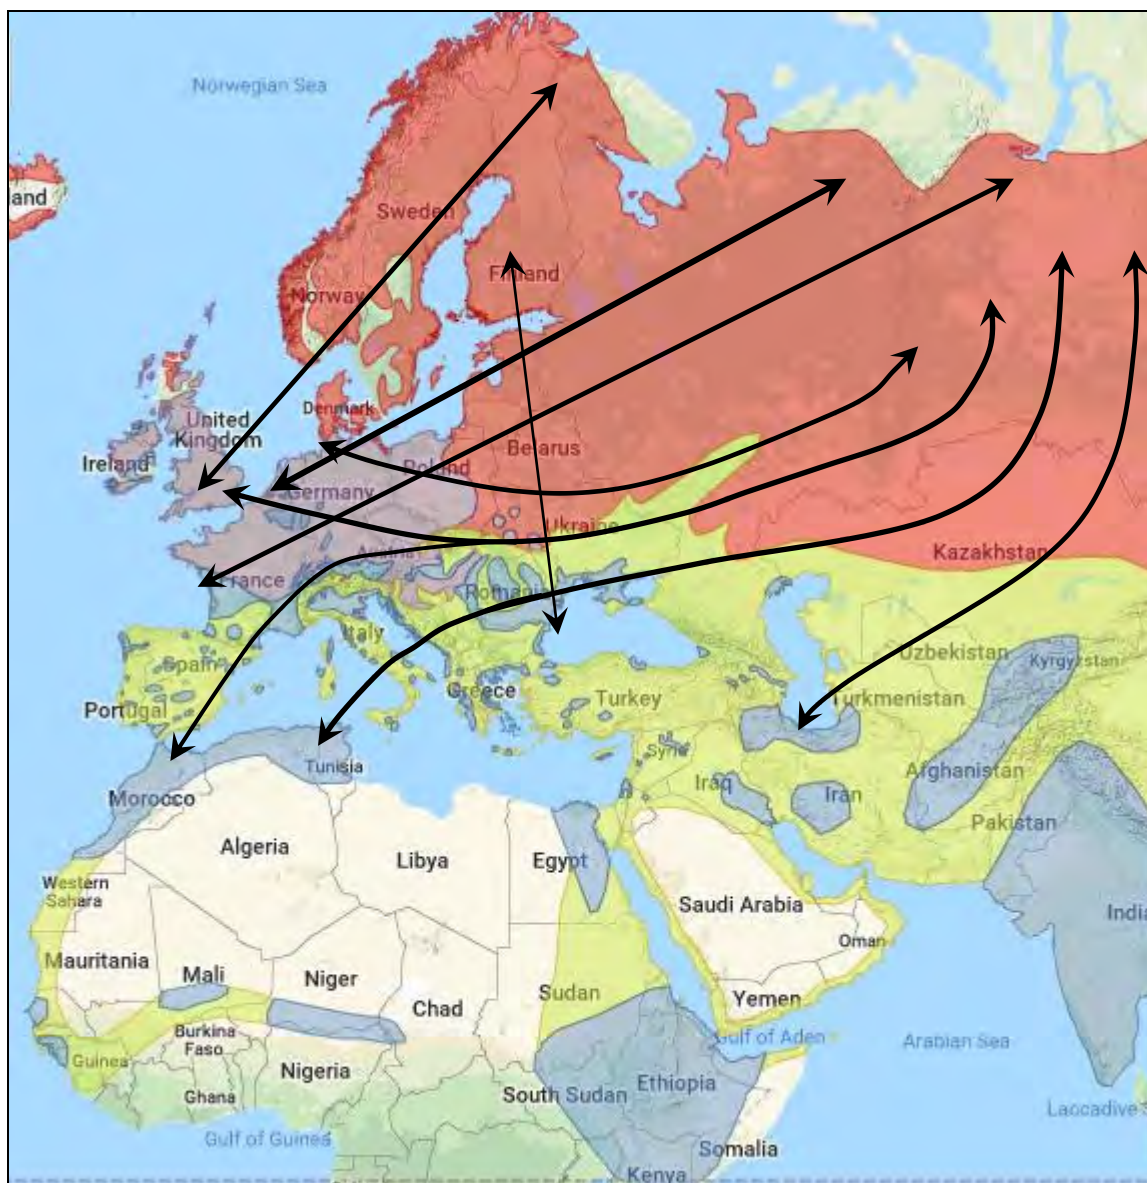 Norwegian Sea
and
Sweden
Finland
Norway
United
Kingdom
Denmark
Ireland
Belarus
Poland
Germany
Ukraine
Austria
France
Kazakhstan
Romania
Italy
Spain
Uzbekistan
Kyrgyzstan
Portugal
Greece
Turkey
Turkmenistan
Syria
Tunisia
Iraq
Iran
Afghanistan
Morocco
Pakistan
Algeria
Libya
Egypt
Western
Sahara
Saudi Arabia
India
Oman
Mauritania
Mali
Niger
Chad
Sudan
Yemen
Burkina
Faso
Gulf of Aden
Arabian Sea
Guinea
Nigeria
Ghana
South Sudan
Ethiopia
Laccadive
Gulf of Guinea
Somalia
Kenya